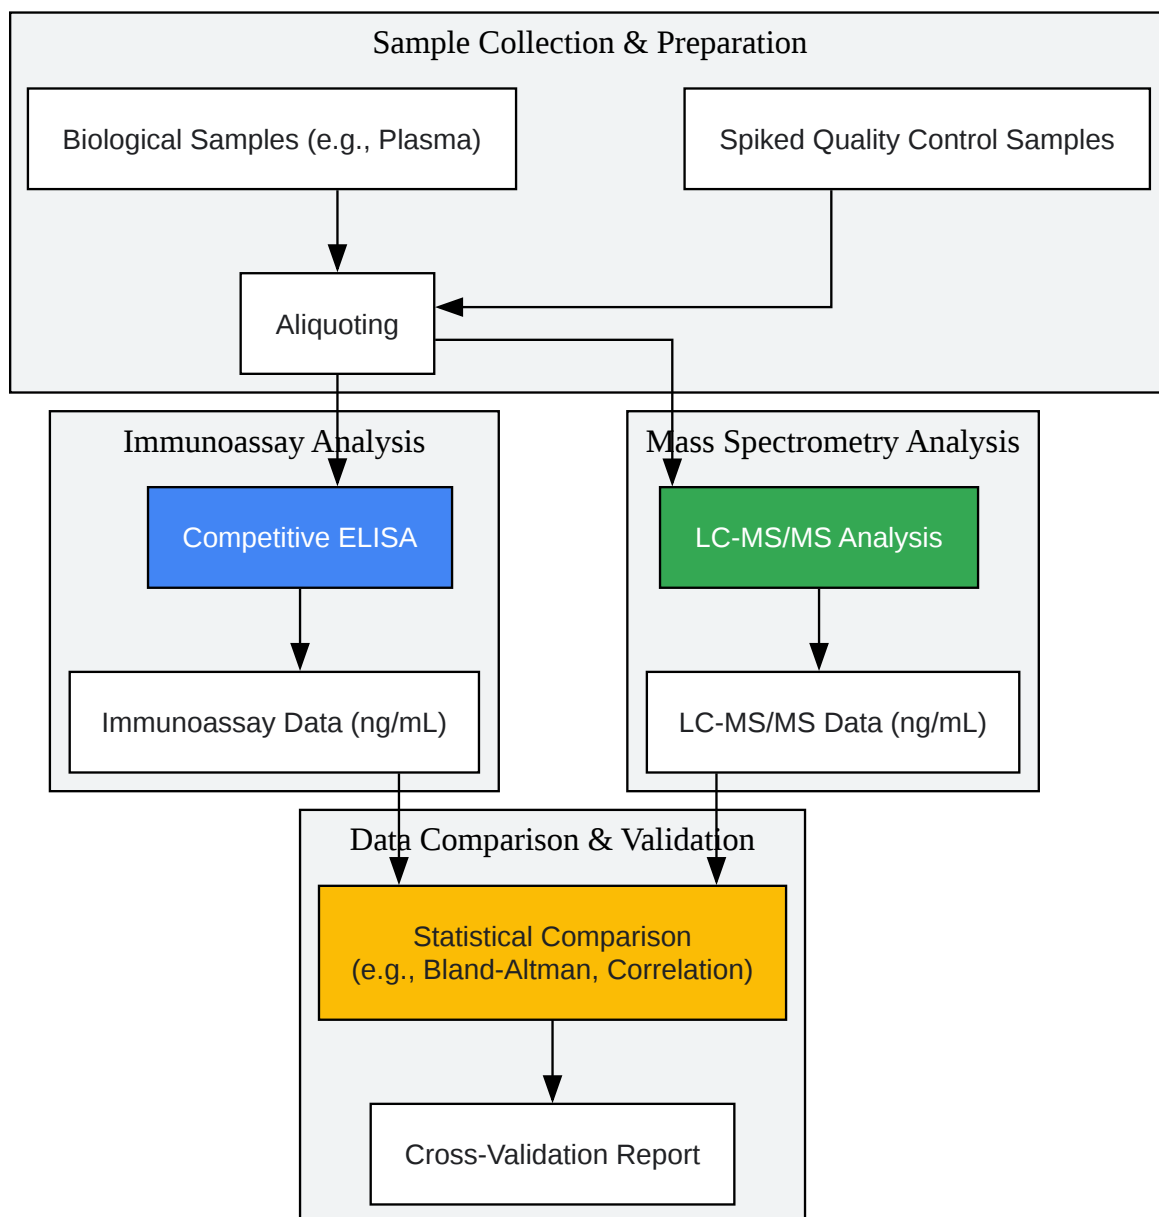 Sample Collection & Preparation
Biological Samples (e.g., Plasma)
Spiked Quality Control Samples
Aliquoting
Immunoassay Analysis
Mass Spectrometry Analysis
Competitive ELISA
LC-MS/MS Analysis
Immunoassay Data (ng/mL)
LC-MS/MS Data (ng/mL)
Data Comparison & Validation
Statistical Comparison
(e.g., Bland-Altman, Correlation)
Cross-Validation Report